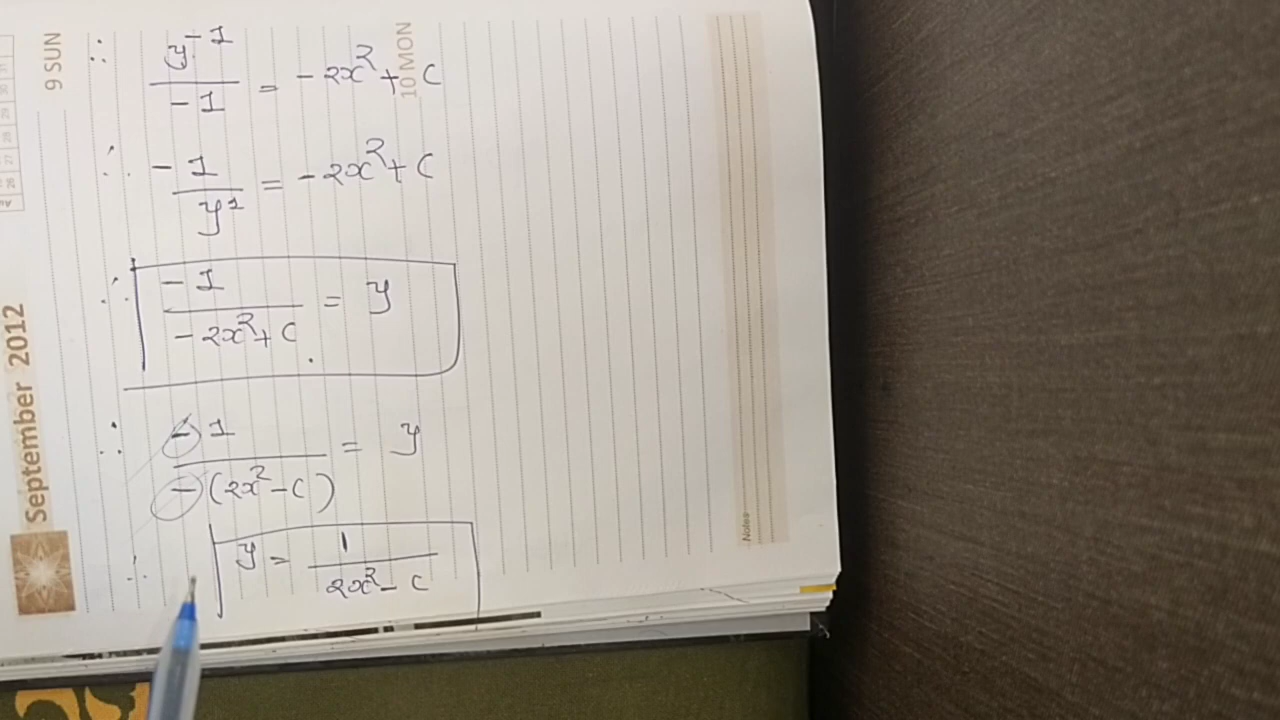 9 SUN
10 MON
September 2012
∴ y⁻¹/-1 = -2x² + C
∴ -1/y¹ = -2x² + C
∴ -1/(-2x² + C) = y
∴ -1/-(2x² - C) = y
∴ y = 1/(2x² - C)
Notes